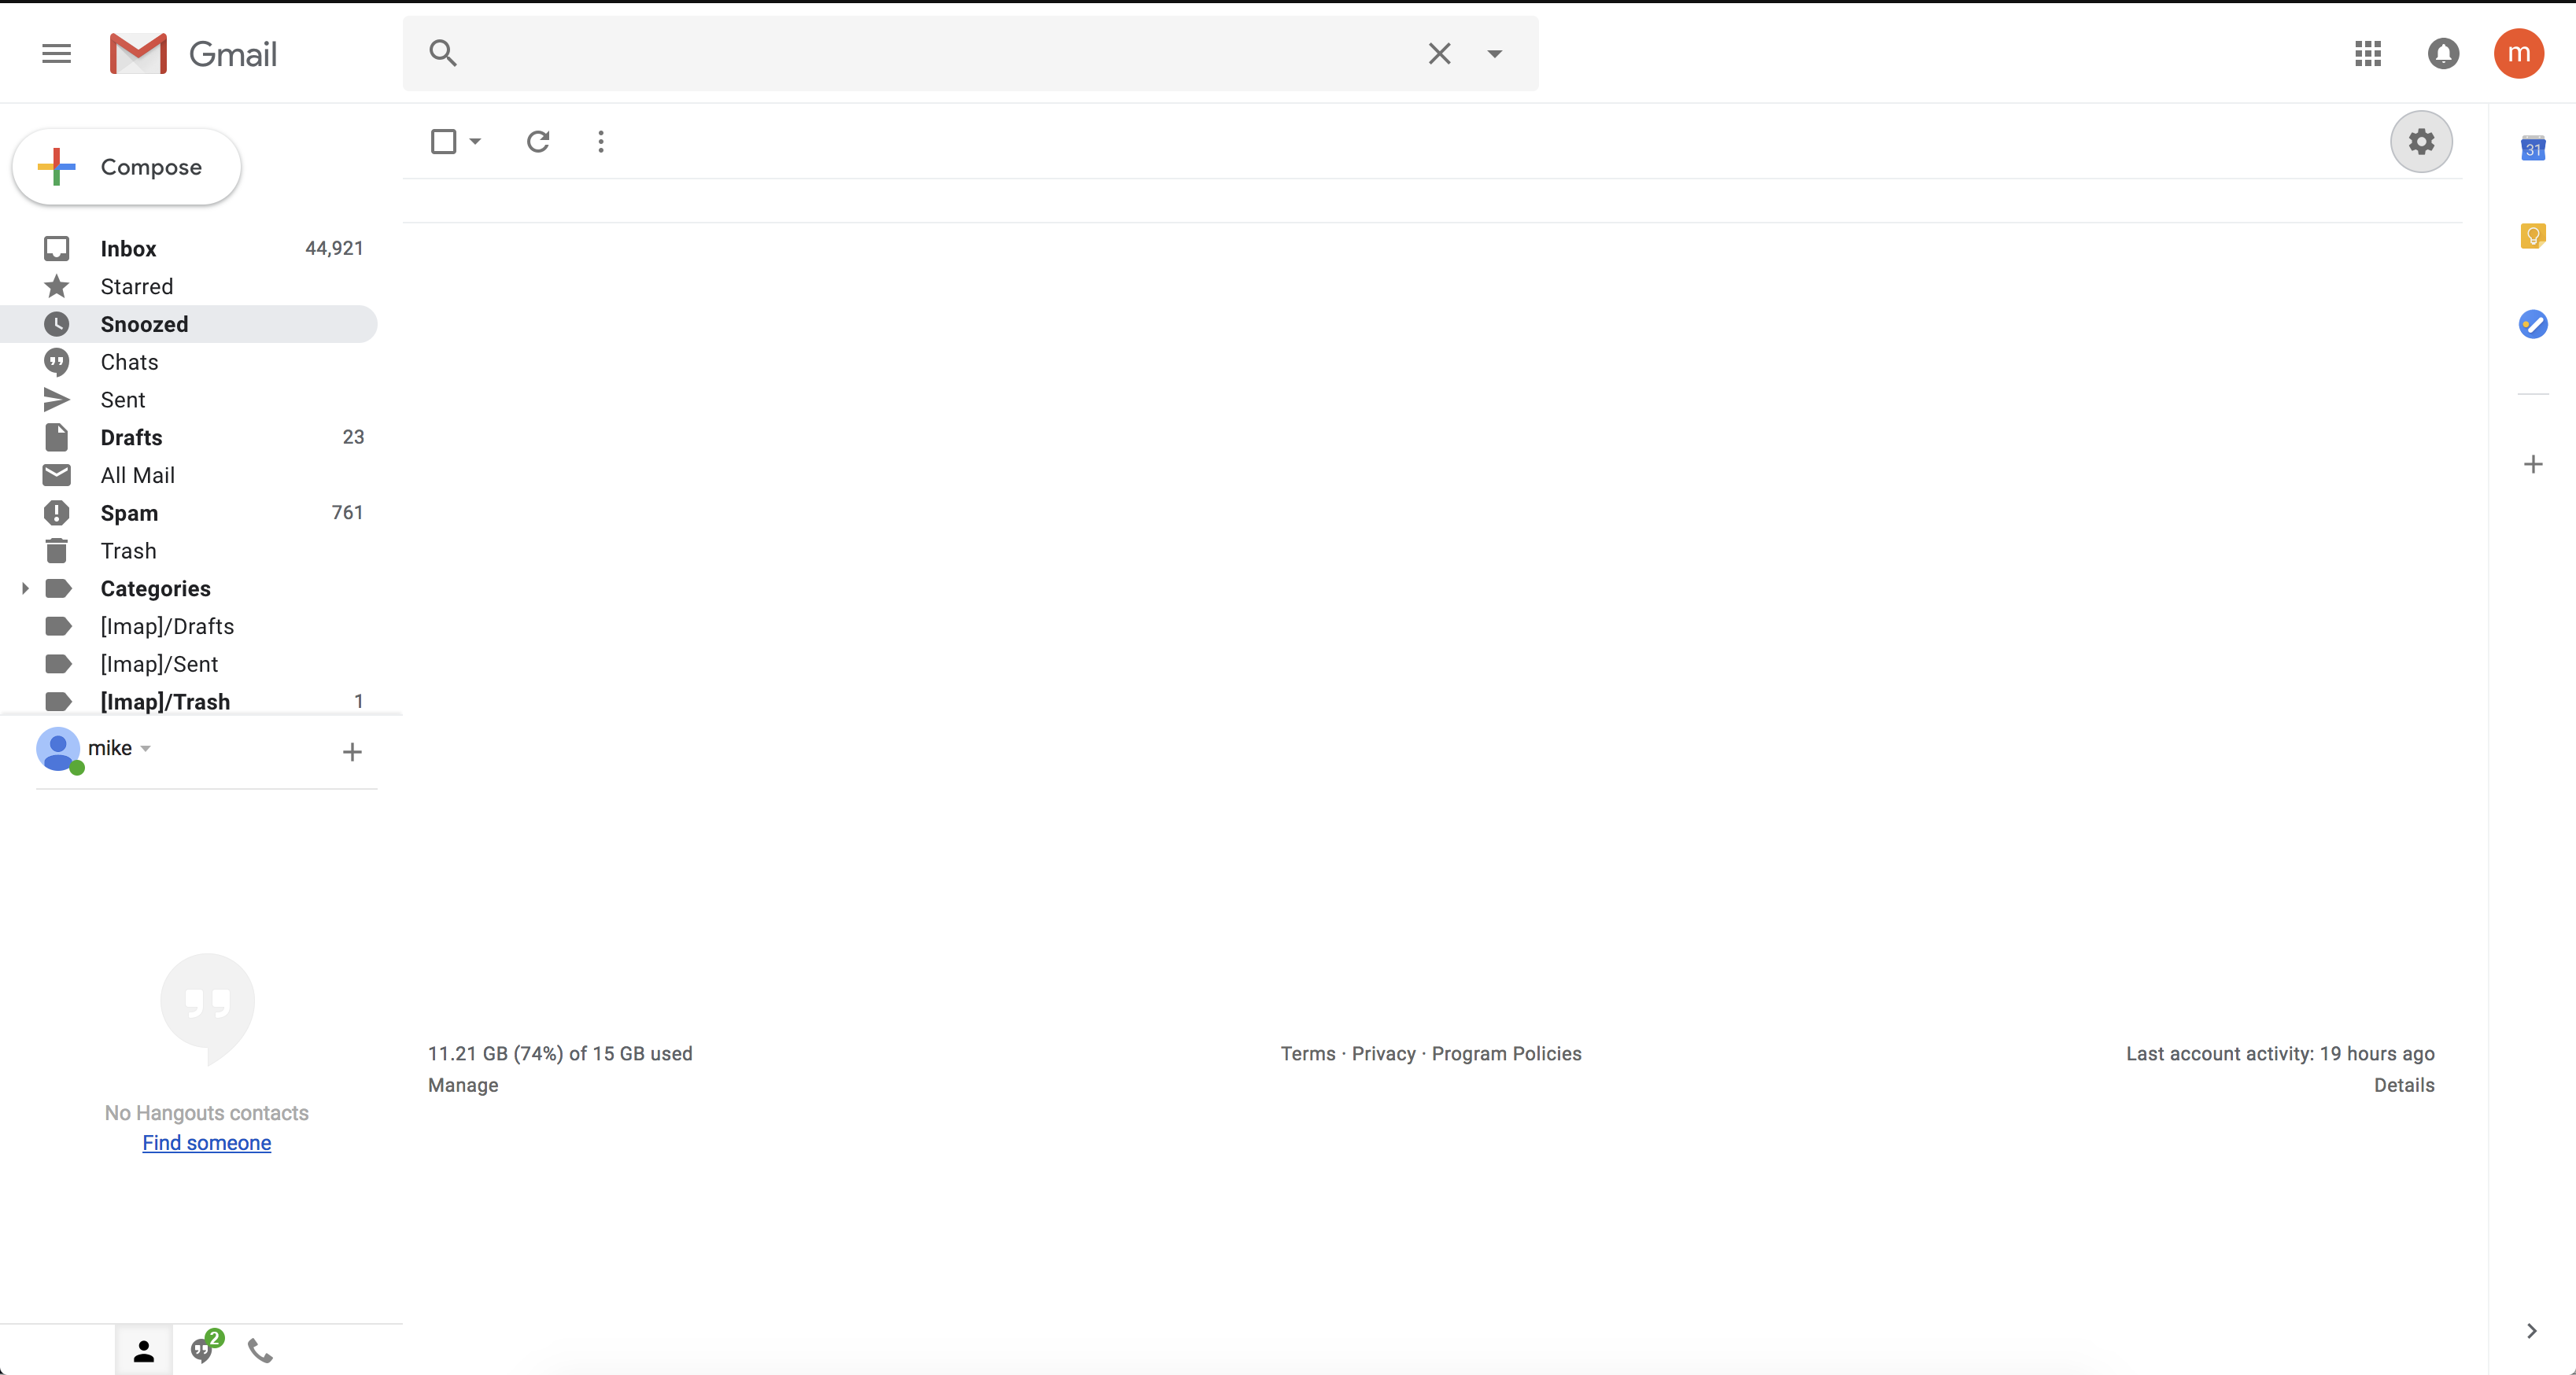 Gmail
m
Compose
31
Inbox 44,921
Starred
Snoozed
Chats
Sent
Drafts 23
All Mail
Spam 761
Trash
Categories
[Imap]/Drafts
[Imap]/Sent
[Imap]/Trash 1
mike
No Hangouts contacts
Find someone
11.21 GB (74%) of 15 GB used
Manage
Terms · Privacy · Program Policies
Last account activity: 19 hours ago
Details
2